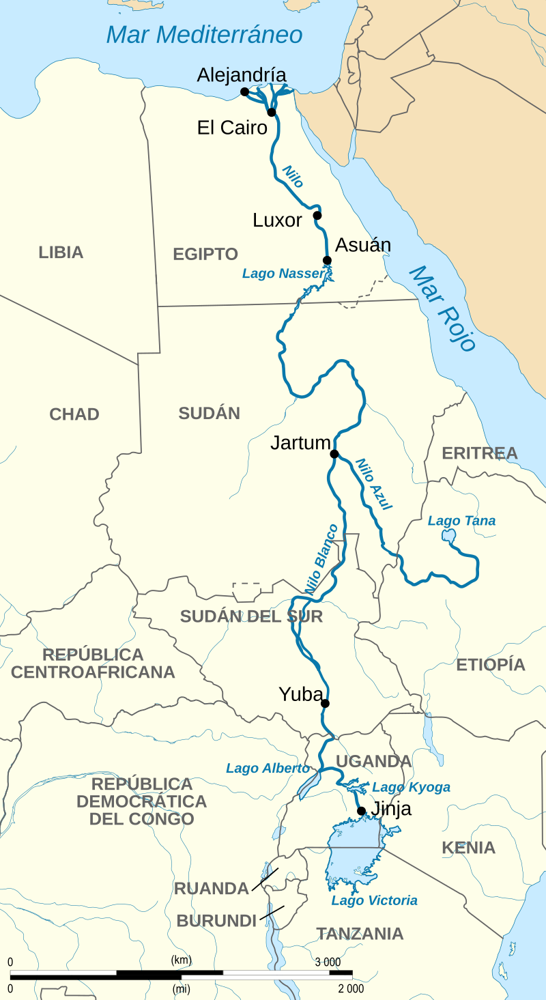 Mar Mediterráneo
Alejandría
El Cairo
Nilo
Luxor
Asuán
LIBIA
EGIPTO
Lago Nasser
Mar Rojo
CHAD
SUDÁN
Jartum
ERITREA
Nilo Azul
Lago Tana
Nilo Blanco
SUDÁN DEL SUR
REPÚBLICA
CENTROAFRICANA
ETIOPÍA
Yuba
Lago Alberto
UGANDA
REPÚBLICA
DEMOCRÁTICA
DEL CONGO
Lago Kyoga
Jinja
KENIA
RUANDA
Lago Victoria
BURUNDI
TANZANIA
0 (km) 3 000
0 (mi) 2 000